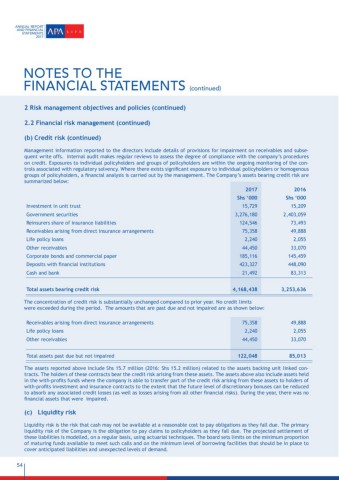 ANNUAL REPORT
AND FINANCIAL
STATEMENTS
2017
APA LIFE
NOTES TO THE
FINANCIAL STATEMENTS (continued)
2 Risk management objectives and policies (continued)
2.2 Financial risk management (continued)
(b) Credit risk (continued)
Management information reported to the directors include details of provisions for impairment on receivables and subse-
quent write offs. Internal audit makes regular reviews to assess the degree of compliance with the company's procedures
on credit. Exposures to individual policyholders and groups of policyholders are within the ongoing monitoring of the con-
trols associated with regulatory solvency. Where there exists significant exposure to individual policyholders or homogenous
groups of policyholders, a financial analysis is carried out by the management. The Company's assets bearing credit risk are
summarized below:
2017 2016
Shs '000 Shs '000
Investment in unit trust 15,729 15,209
Government securities 3,276,180 2,403,059
Reinsurers share of insurance liabilities 124,546 73,493
Receivables arising from direct insurance arrangements 75,358 49,888
Life policy loans 2,240 2,055
Other receivables 44,450 33,070
Corporate bonds and commercial paper 185,116 145,459
Deposits with financial institutions 423,327 448,090
Cash and bank 21,492 83,313
Total assets bearing credit risk 4,168,438 3,253,636
The concentration of credit risk is substantially unchanged compared to prior year. No credit limits
were exceeded during the period. The amounts that are past due and not impaired are as shown below:
Receivables arising from direct insurance arrangements 75,358 49,888
Life policy loans 2,240 2,055
Other receivables 44,450 33,070
Total assets past due but not impaired 122,048 85,013
The assets reported above include Shs 15.7 million (2016: Shs 15.2 million) related to the assets backing unit linked con-
tracts. The holders of these contracts bear the credit risk arising from these assets. The assets above also include assets held
in the with-profits funds where the company is able to transfer part of the credit risk arising from these assets to holders of
with-profits investment and insurance contracts to the extent that the future level of discretionary bonuses can be reduced
to absorb any associated credit losses (as well as losses arising from all other financial risks). During the year, there was no
financial assets that were impaired.
(c) Liquidity risk
Liquidity risk is the risk that cash may not be available at a reasonable cost to pay obligations as they fall due. The primary
liquidity risk of the Company is the obligation to pay claims to policyholders as they fall due. The projected settlement of
these liabilities is modelled, on a regular basis, using actuarial techniques. The board sets limits on the minimum proportion
of maturing funds available to meet such calls and on the minimum level of borrowing facilities that should be in place to
cover anticipated liabilities and unexpected levels of demand.
54